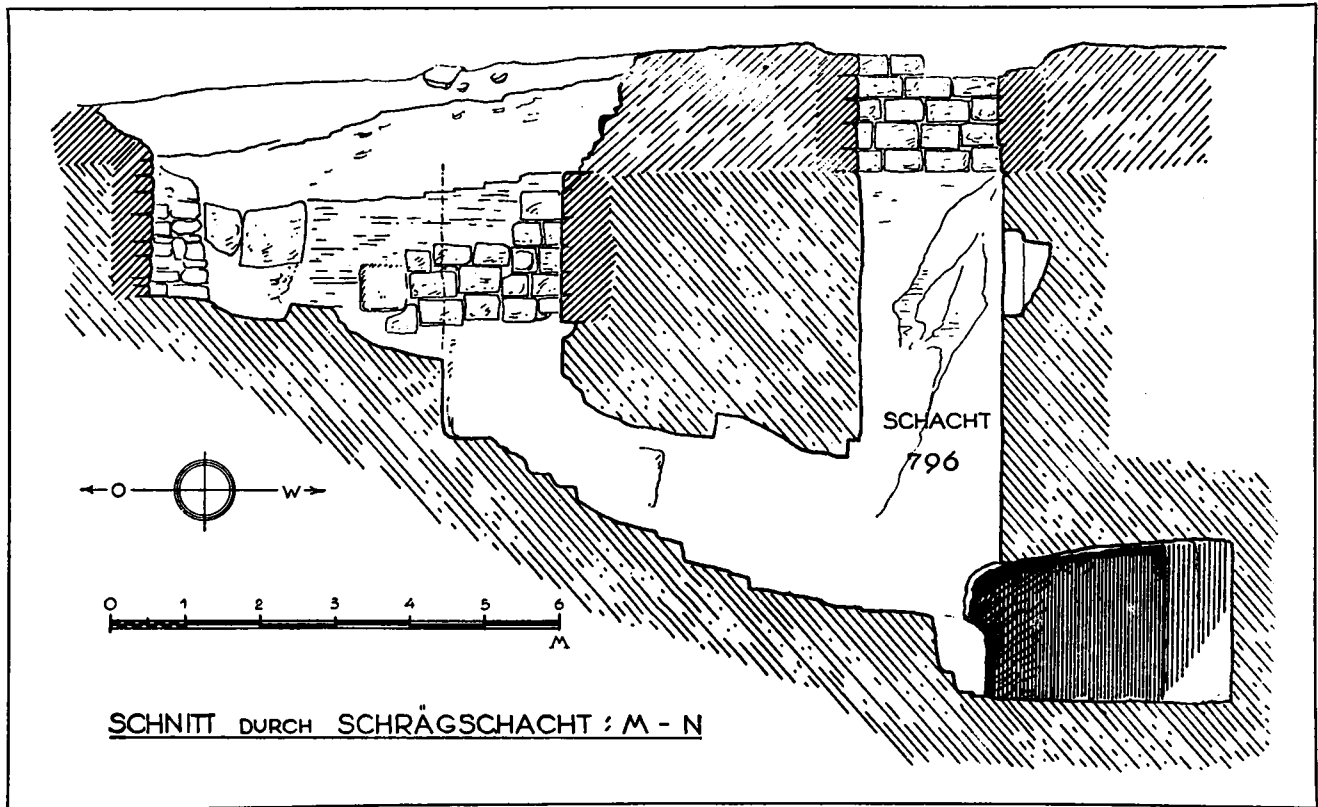 SCHACHT
796
O W
0 1 2 3 4 5 6
M
SCHNITT DURCH SCHRÄGSCHACHT : M - N